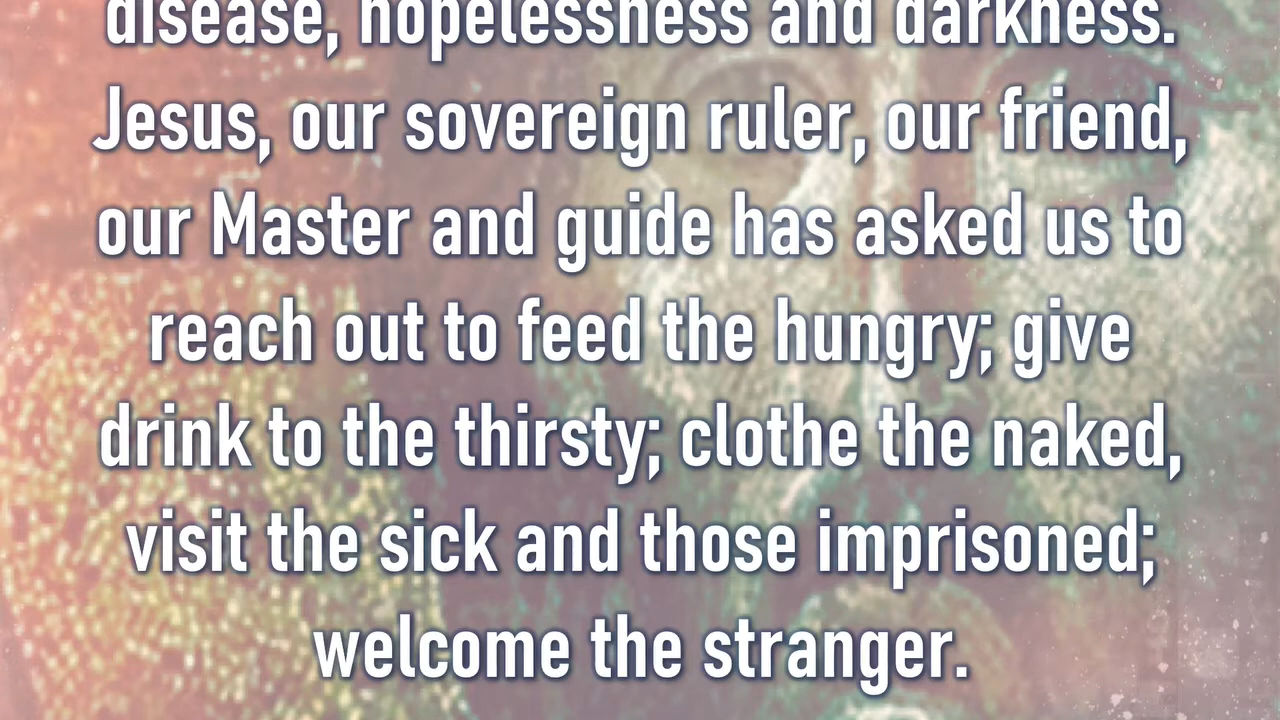 disease, hopelessness and darkness.
Jesus, our sovereign ruler, our friend,
our Master and guide has asked us to
reach out to feed the hungry; give
drink to the thirsty; clothe the naked,
visit the sick and those imprisoned;
welcome the stranger.